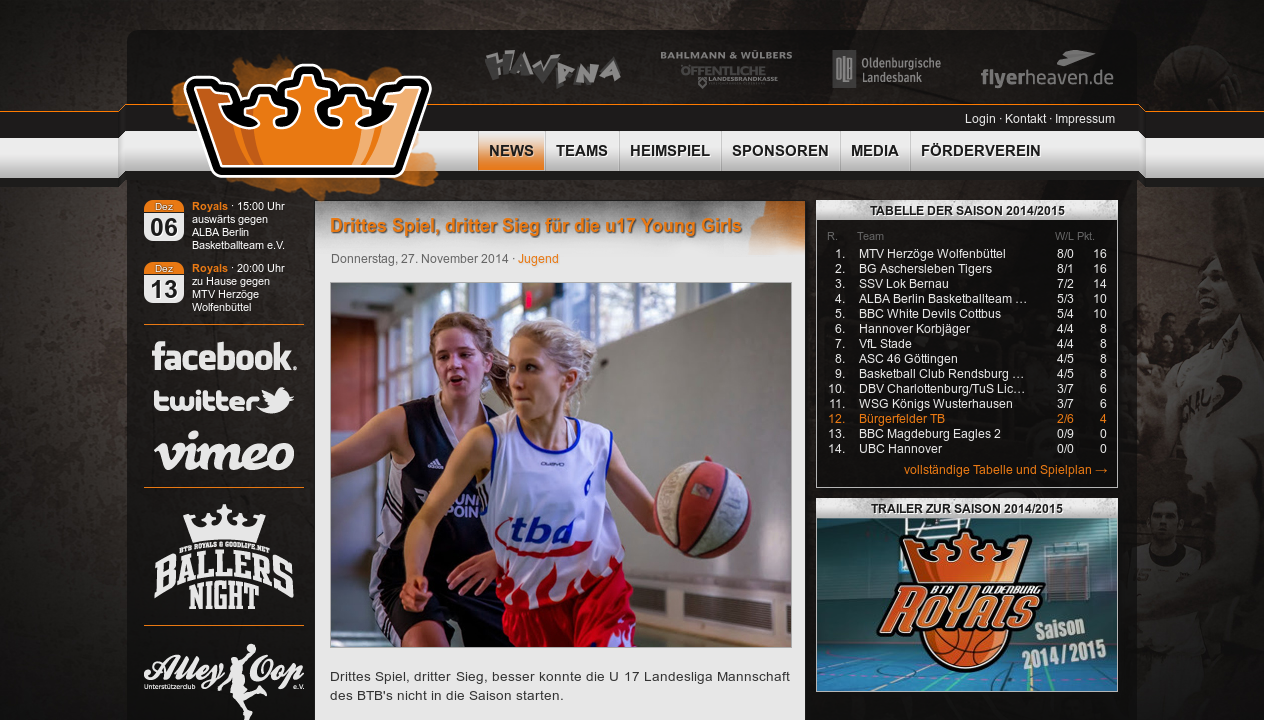 HAVENA
BAHLMANN & WÜLBERS
ÖFFENTLICHE
LANDESBRANDKASSE
OLB
Oldenburgische
Landesbank
flyerheaven.de
Login · Kontakt · Impressum
NEWS
TEAMS
HEIMSPIEL
SPONSOREN
MEDIA
FÖRDERVEREIN
Dez
06
Royals · 15:00 Uhr
auswärts gegen
ALBA Berlin
Basketballteam e.V.
Dez
13
Royals · 20:00 Uhr
zu Hause gegen
MTV Herzöge
Wolfenbüttel
facebook.
twitter
vimeo
BTB ROYALS & GOODLIFE.NET
BALLERS
NIGHT
Alley Oop
Unterstützerclub
e.V.
Drittes Spiel, dritter Sieg für die u17 Young Girls
Donnerstag, 27. November 2014 · Jugend
tbd
Drittes Spiel, dritter Sieg, besser konnte die U 17 Landesliga Mannschaft
des BTB's nicht in die Saison starten.
TABELLE DER SAISON 2014/2015
R. Team W/L Pkt.
1. MTV Herzöge Wolfenbüttel 8/0 16
2. BG Aschersleben Tigers 8/1 16
3. SSV Lok Bernau 7/2 14
4. ALBA Berlin Basketballteam ... 5/3 10
5. BBC White Devils Cottbus 5/4 10
6. Hannover Korbjäger 4/4 8
7. VfL Stade 4/4 8
8. ASC 46 Göttingen 4/5 8
9. Basketball Club Rendsburg ... 4/5 8
10. DBV Charlottenburg/TuS Lic... 3/7 6
11. WSG Königs Wusterhausen 3/7 6
12. Bürgerfelder TB 2/6 4
13. BBC Magdeburg Eagles 2 0/9 0
14. UBC Hannover 0/0 0
vollständige Tabelle und Spielplan →
TRAILER ZUR SAISON 2014/2015
BTB OLDENBURG
ROYALS
Saison
2014/2015